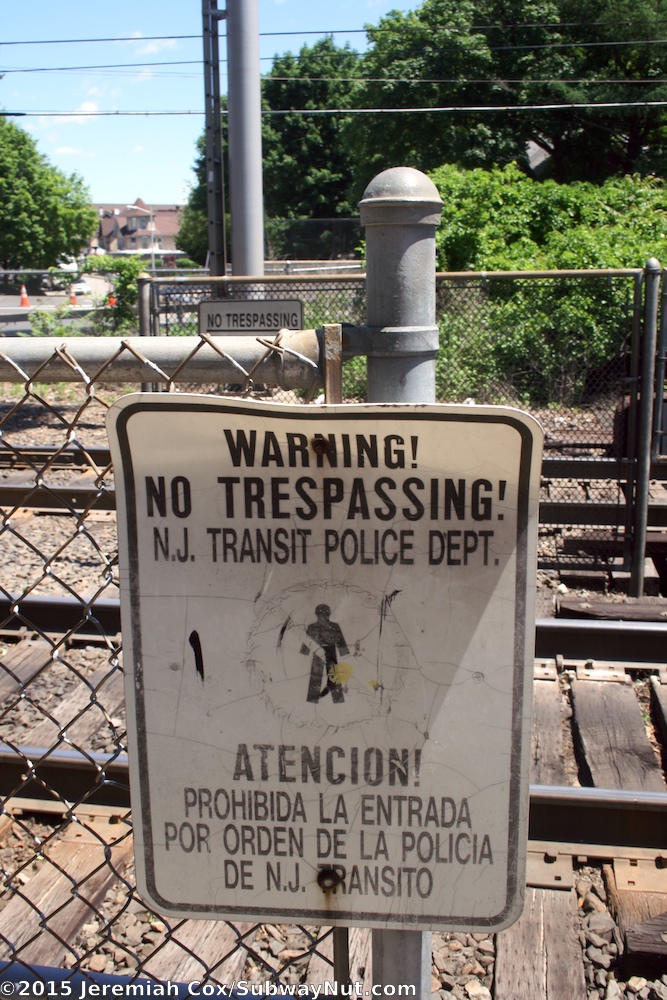 NO TRESPASSING
WARNING!
NO TRESPASSING!
N.J. TRANSIT POLICE DEPT.
ATENCION!
PROHIBIDA LA ENTRADA
POR ORDEN DE LA POLICIA
DE N.J. TRANSITO
©2015 Jeremiah Cox/SubwayNut.com